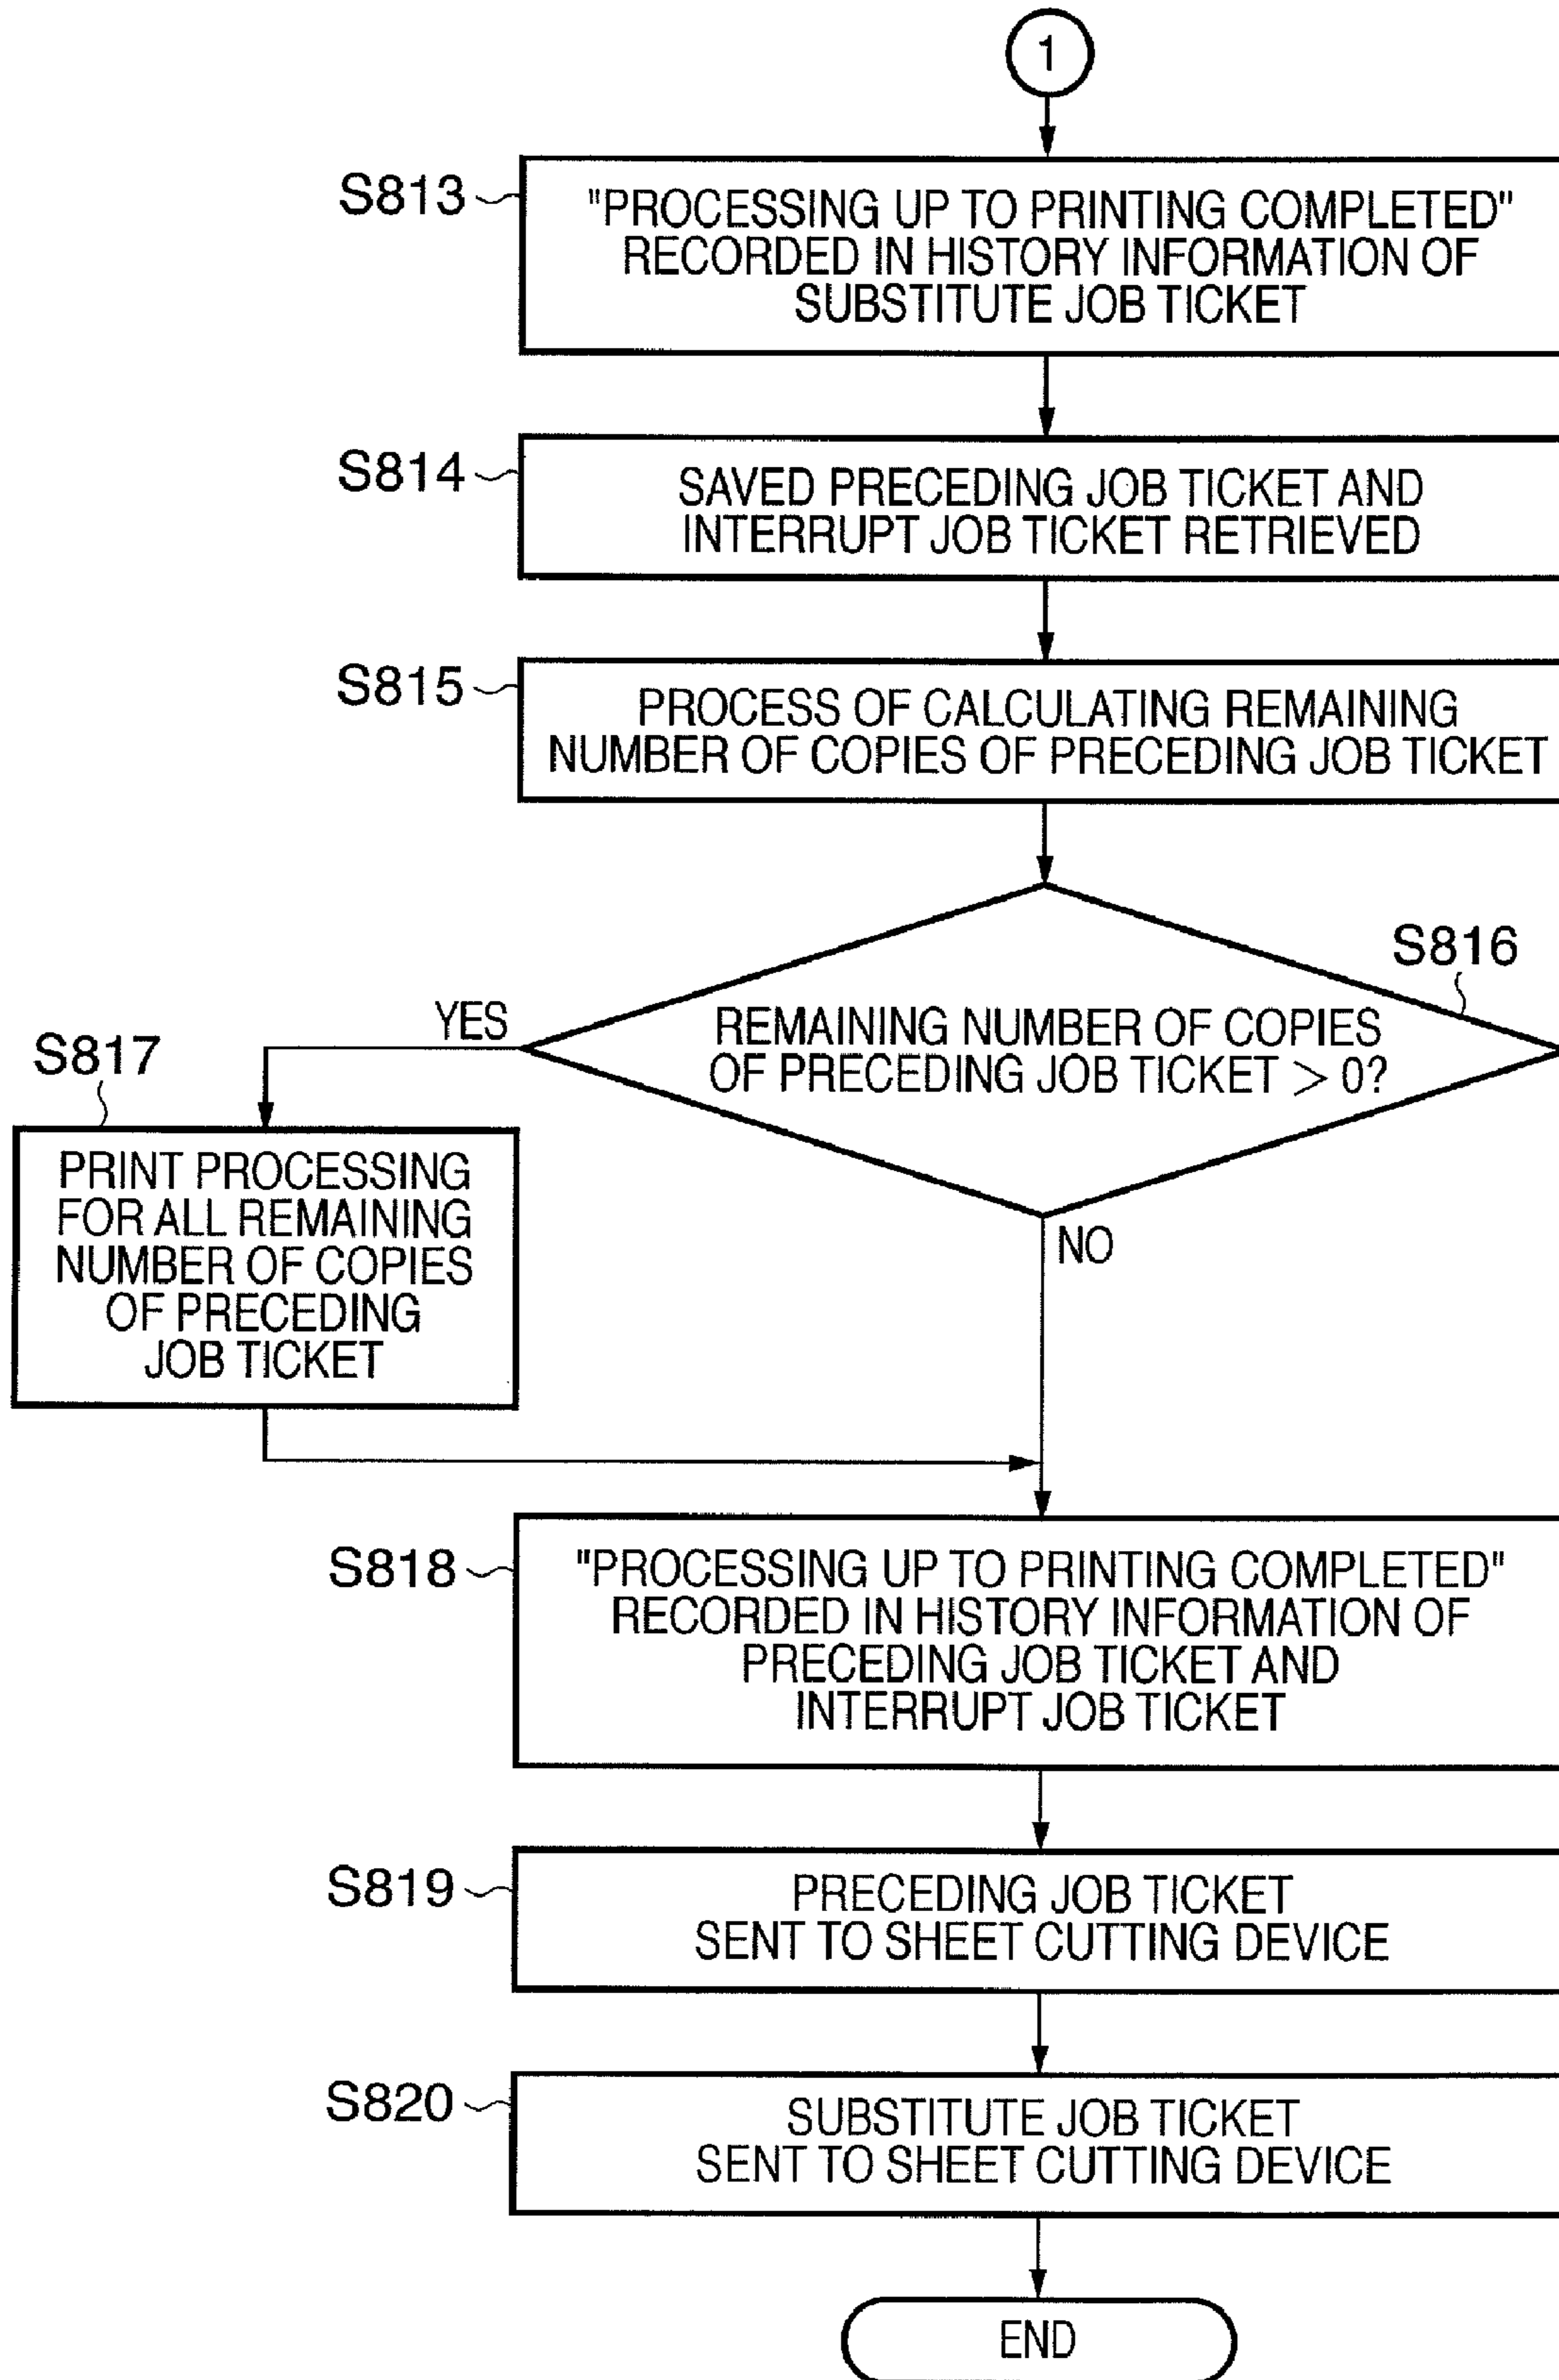 1
S813
"PROCESSING UP TO PRINTING COMPLETED"
RECORDED IN HISTORY INFORMATION OF
SUBSTITUTE JOB TICKET
S814
SAVED PRECEDING JOB TICKET AND
INTERRUPT JOB TICKET RETRIEVED
S815
PROCESS OF CALCULATING REMAINING
NUMBER OF COPIES OF PRECEDING JOB TICKET
S816
REMAINING NUMBER OF COPIES
OF PRECEDING JOB TICKET > 0?
YES
NO
S817
PRINT PROCESSING
FOR ALL REMAINING
NUMBER OF COPIES
OF PRECEDING
JOB TICKET
S818
"PROCESSING UP TO PRINTING COMPLETED"
RECORDED IN HISTORY INFORMATION OF
PRECEDING JOB TICKET AND
INTERRUPT JOB TICKET
S819
PRECEDING JOB TICKET
SENT TO SHEET CUTTING DEVICE
S820
SUBSTITUTE JOB TICKET
SENT TO SHEET CUTTING DEVICE
END